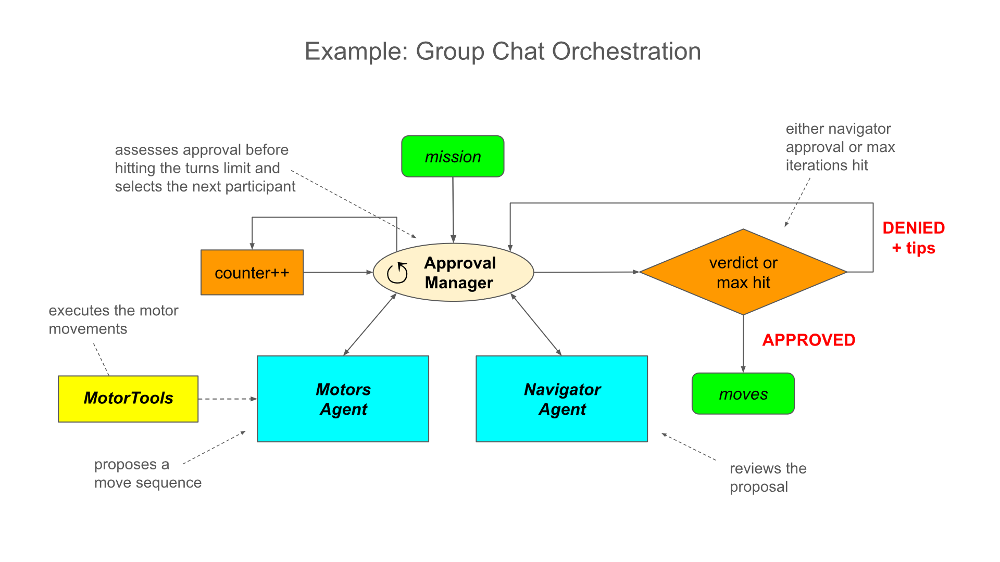 Example: Group Chat Orchestration
either navigator
approval or max
iterations hit
assesses approval before
hitting the turns limit and
selects the next participant
mission
DENIED
+ tips
counter++
Approval
Manager
verdict or
max hit
executes the motor
movements
APPROVED
MotorTools
Motors
Agent
Navigator
Agent
moves
proposes a
move sequence
reviews the
proposal